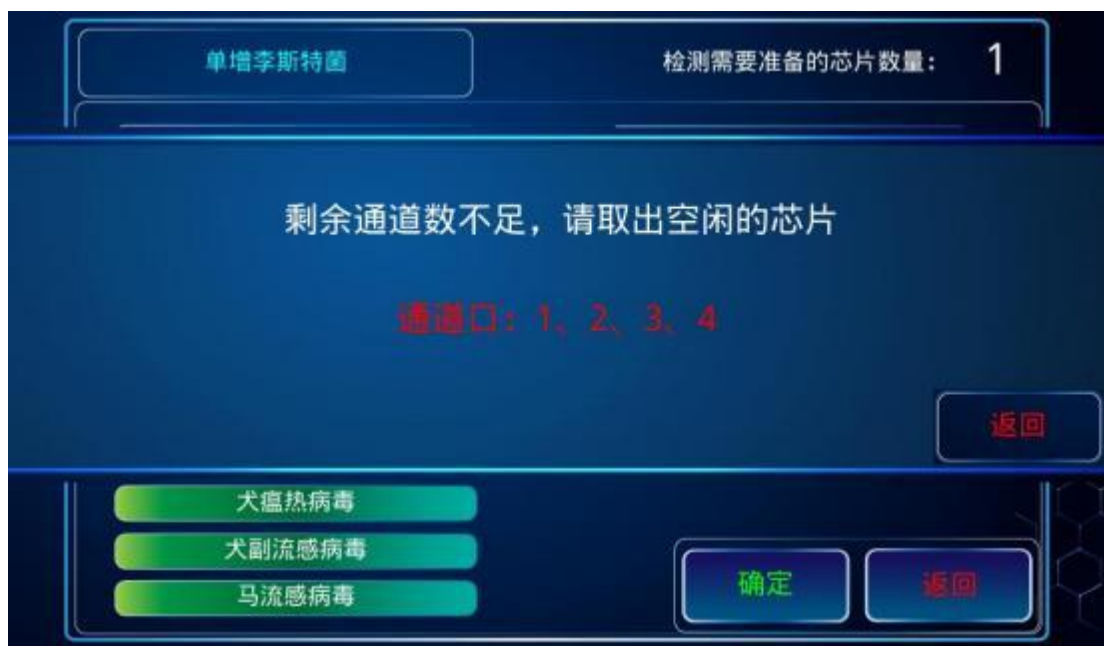 单增李斯特菌
检测需要准备的芯片数量： 1
剩余通道数不足，请取出空闲的芯片
通道口：1、2、3、4
返回
犬瘟热病毒
犬副流感病毒
马流感病毒
确定
返回